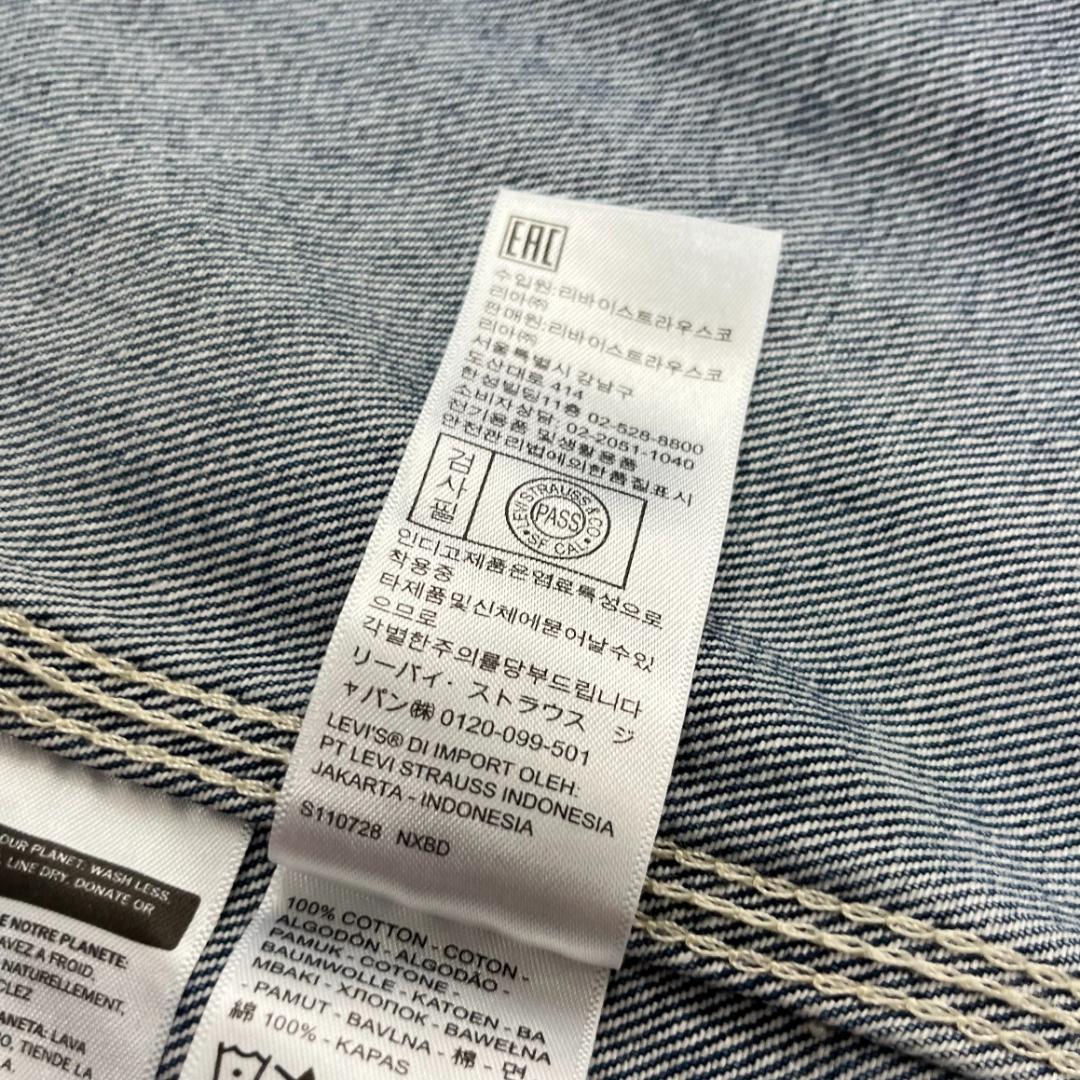 EAC
수입원:리바이스트라우스코
리아㈜
판매원:리바이스트라우스코
리아㈜
서울특별시 강남구
도산대로 414
한성빌딩11층 02-528-8800
소비자상담: 02-2051-1040
전기용품 및생활용품
안전관리법에의한품질표시
검사필
LEVI STRAUSS & CO
PASS
SF CAL
인디고제품은염료특성으로
착용중
타제품및신체에묻어날수있
으므로
각별한주의를당부드립니다
リーバイ・ストラウス ジ
ャパン㈱ 0120-099-501
LEVI'S® DI IMPORT OLEH:
PT LEVI STRAUSS INDONESIA
JAKARTA - INDONESIA
S110728 NXBD
100% COTTON - COTON -
ALGODÓN - ALGODÃO -
PAMUK - COTONE -
BAUMWOLLE - KATOEN - BA
MBAKI - ХЛОПОК - BAWEŁNA
- PAMUT - BAVLNA - 棉 - 면
綿 100% - KAPAS
OUR PLANET. WASH LESS,
LINE DRY. DONATE OR
E NOTRE PLANETE:
AVEZ À FROID.
NATURELLEMENT,
CLEZ
ANETA: LAVA
O, TIENDE LA
A.